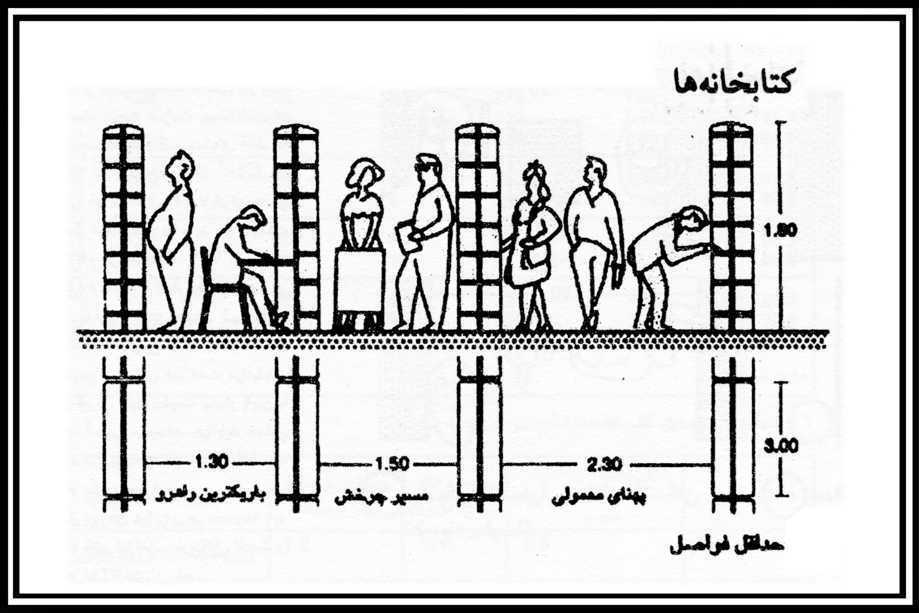 کتابخانه‌ها
1.80
3.00
1.30
1.50
2.30
باریکترین راهرو
مسیر چرخش
پهنای معمولی
حداقل فواصل